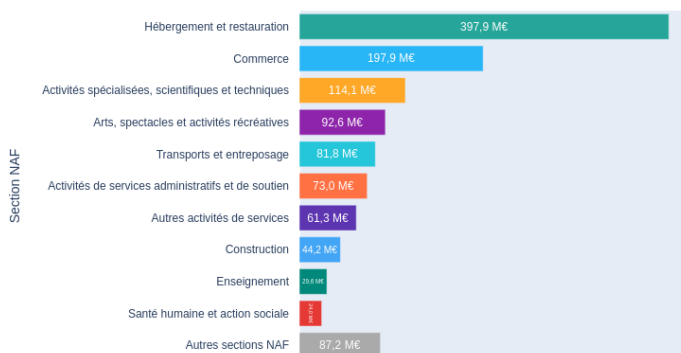 Section NAF
Hébergement et restauration 397,9 M€
Commerce 197,9 M€
Activités spécialisées, scientifiques et techniques 114,1 M€
Arts, spectacles et activités récréatives 92,6 M€
Transports et entreposage 81,8 M€
Activités de services administratifs et de soutien 73,0 M€
Autres activités de services 61,3 M€
Construction 44,2 M€
Enseignement 29,6 M€
Santé humaine et action sociale
Autres sections NAF 87,2 M€